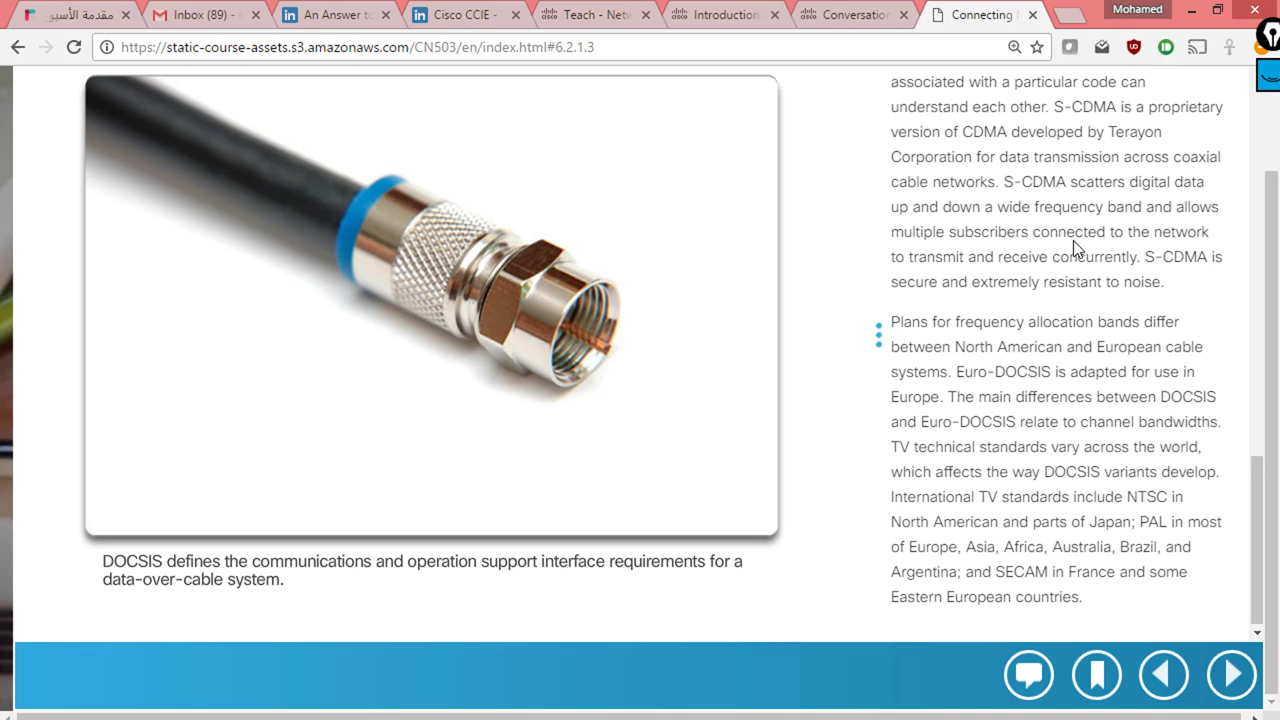 مقدمة الأسبو
Inbox (89) -
An Answer to
Cisco CCIE -
Teach - Netw
Introduction
Conversation
Connecting
Mohamed
https://static-course-assets.s3.amazonaws.com/CN503/en/index.html#6.2.1.3
DOCSIS defines the communications and operation support interface requirements for a
data-over-cable system.
associated with a particular code can
understand each other. S-CDMA is a proprietary
version of CDMA developed by Terayon
Corporation for data transmission across coaxial
cable networks. S-CDMA scatters digital data
up and down a wide frequency band and allows
multiple subscribers connected to the network
to transmit and receive concurrently. S-CDMA is
secure and extremely resistant to noise.
Plans for frequency allocation bands differ
between North American and European cable
systems. Euro-DOCSIS is adapted for use in
Europe. The main differences between DOCSIS
and Euro-DOCSIS relate to channel bandwidths.
TV technical standards vary across the world,
which affects the way DOCSIS variants develop.
International TV standards include NTSC in
North American and parts of Japan; PAL in most
of Europe, Asia, Africa, Australia, Brazil, and
Argentina; and SECAM in France and some
Eastern European countries.